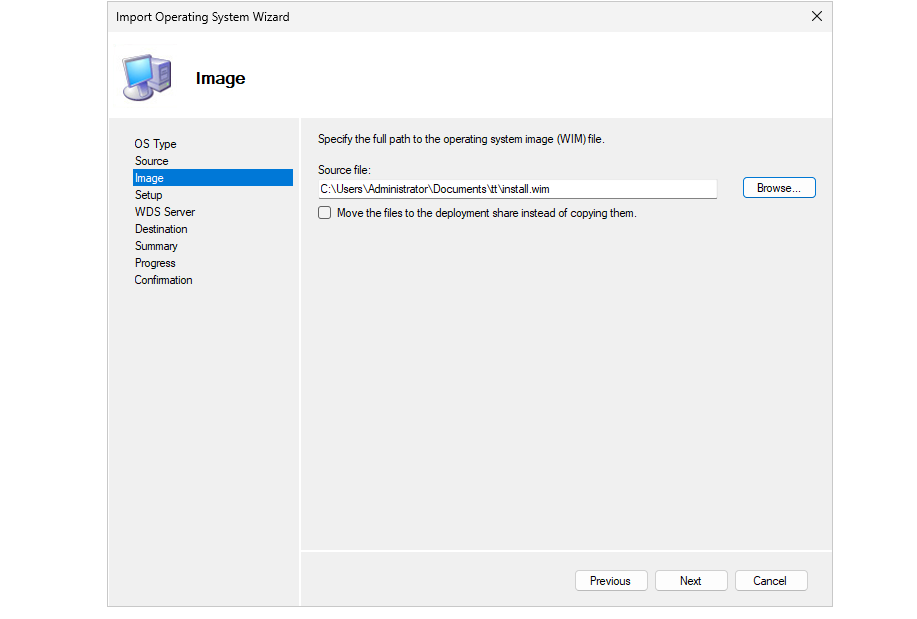 Import Operating System Wizard
Image
OS Type
Source
Image
Setup
WDS Server
Destination
Summary
Progress
Confirmation
Specify the full path to the operating system image (WIM) file.
Source file:
C:\Users\Administrator\Documents\tt\install.wim
Browse...
Move the files to the deployment share instead of copying them.
Previous
Next
Cancel